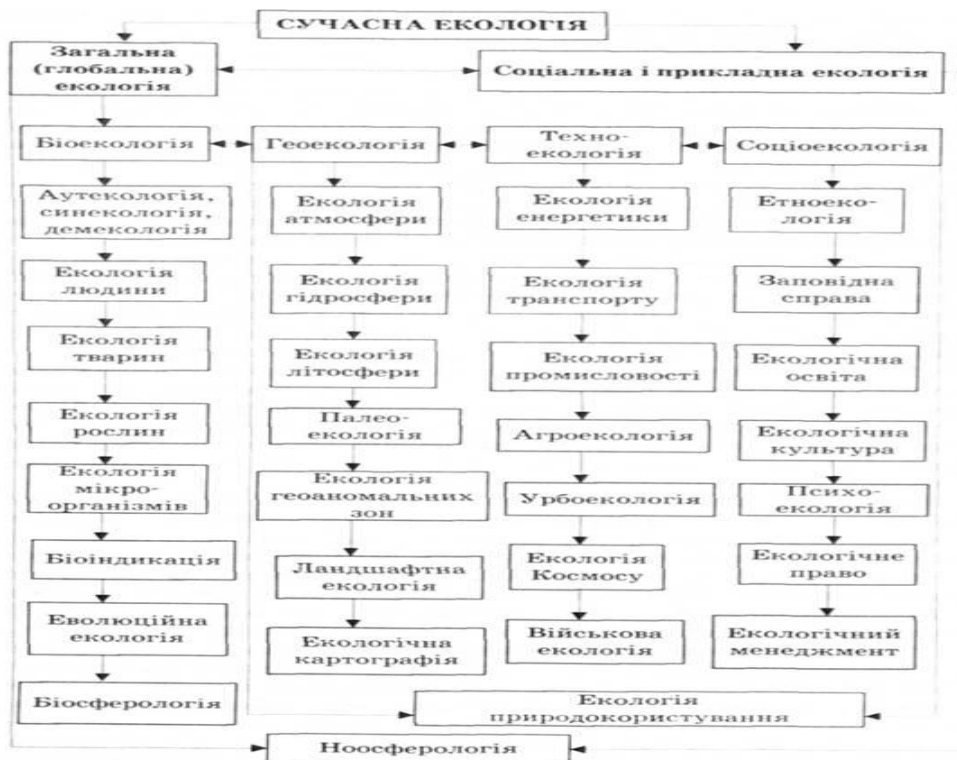 СУЧАСНА ЕКОЛОГІЯ
Загальна
(глобальна)
екологія
Соціальна і прикладна екологія
Біоекологія
Геоекологія
Техно-
екологія
Соціоекологія
Аутекологія,
синекологія,
демекологія
Екологія
людини
Екологія
тварин
Екологія
рослин
Екологія
мікро-
організмів
Біоіндикація
Еволюційна
екологія
Біосферологія
Екологія
атмосфери
Екологія
гідросфери
Екологія
літосфери
Палео-
екологія
Екологія
геоаномальних
зон
Ландшафтна
екологія
Екологічна
картографія
Екологія
енергетики
Екологія
транспорту
Екологія
промисловості
Агроекологія
Урбоекологія
Екологія
Космосу
Військова
екологія
Етноеко-
логія
Заповідна
справа
Екологічна
освіта
Екологічна
культура
Психо-
екологія
Екологічне
право
Екологічний
менеджмент
Екологія
природокористування
Ноосферологія